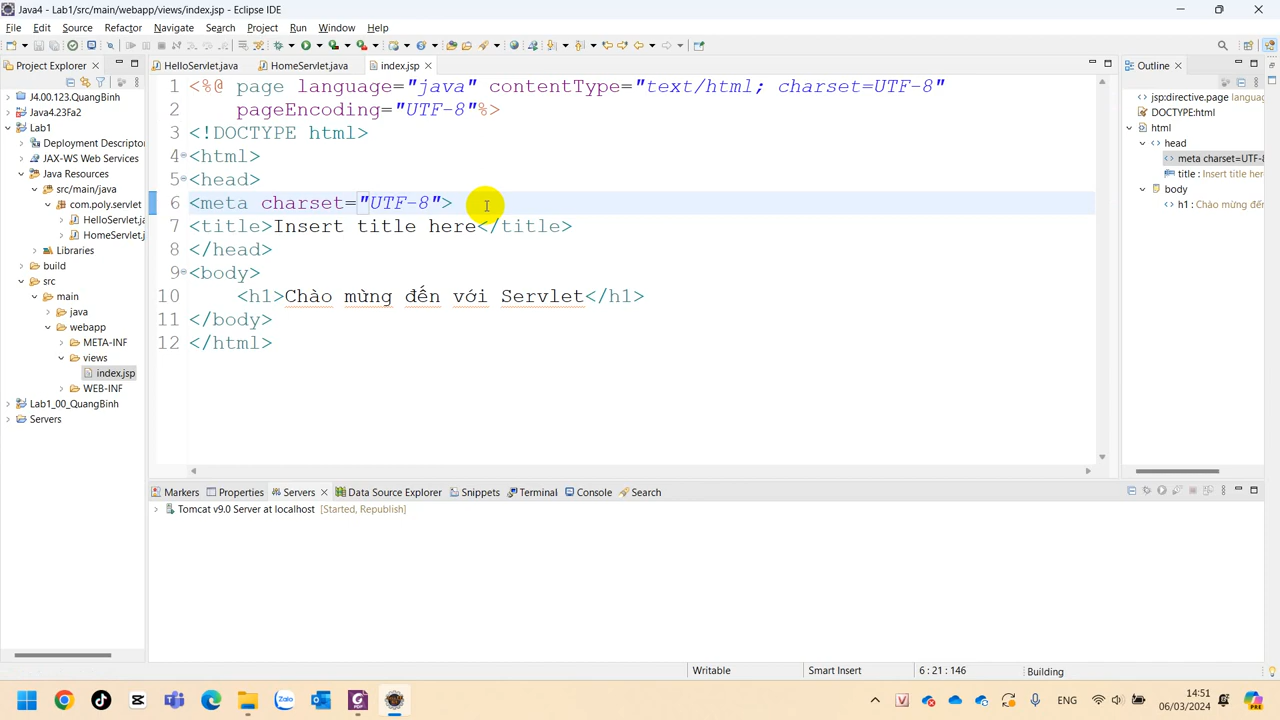 Java4 - Lab1/src/main/webapp/views/index.jsp - Eclipse IDE
File Edit Source Refactor Navigate Search Project Run Window Help
Project Explorer
HelloServlet.java HomeServlet.java index.jsp
Outline
J4.00.123.QuangBinh
Java4.23Fa2
Lab1
Deployment Descripto
JAX-WS Web Services
Java Resources
src/main/java
com.poly.servlet
HelloServlet.ja
HomeServlet.j
Libraries
build
src
main
java
webapp
META-INF
views
index.jsp
WEB-INF
Lab1_00_QuangBinh
Servers
1 <%@ page language="java" contentType="text/html; charset=UTF-8"
2 pageEncoding="UTF-8"%>
3 <!DOCTYPE html>
4 <html>
5 <head>
6 <meta charset="UTF-8">
7 <title>Insert title here</title>
8 </head>
9 <body>
10 <h1>Chào mừng đến với Servlet</h1>
11 </body>
12 </html>
jsp:directive.page languag
DOCTYPE:html
html
head
meta charset=UTF-8
title : Insert title here
body
h1 : Chào mừng đến
Markers Properties Servers Data Source Explorer Snippets Terminal Console Search
Tomcat v9.0 Server at localhost [Started, Republish]
Writable Smart Insert 6 : 21 : 146 Building
ENG
14:51
06/03/2024